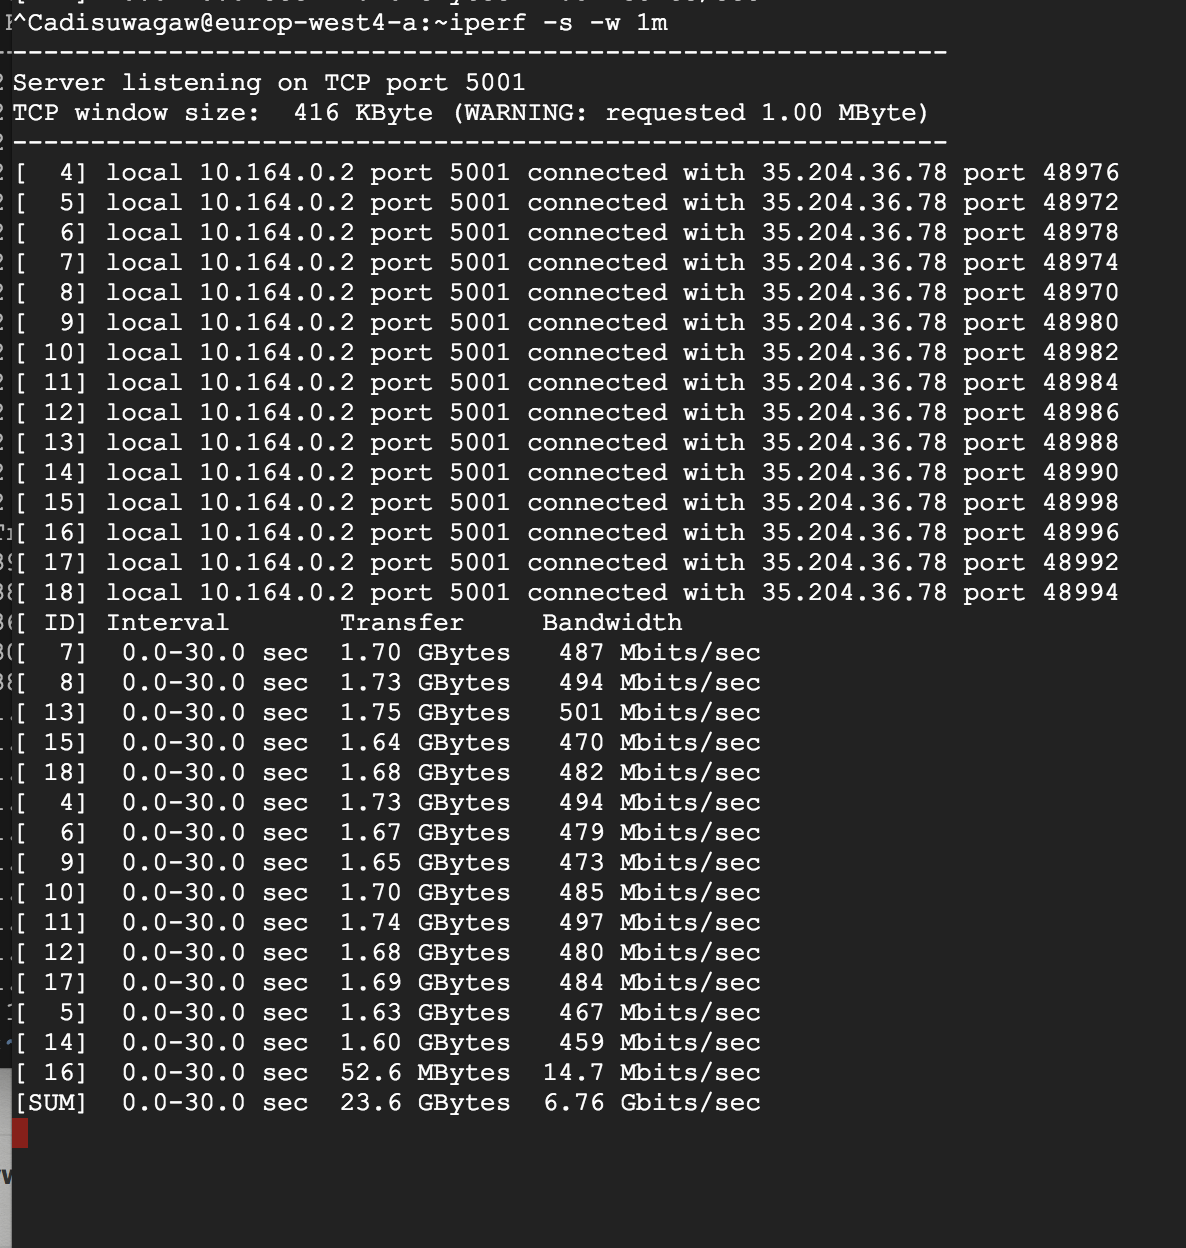 ^Cadisuwagaw@europ-west4-a:~iperf -s -w 1m
------------------------------------------------------------
Server listening on TCP port 5001
TCP window size:  416 KByte (WARNING: requested 1.00 MByte)
------------------------------------------------------------
[  4] local 10.164.0.2 port 5001 connected with 35.204.36.78 port 48976
[  5] local 10.164.0.2 port 5001 connected with 35.204.36.78 port 48972
[  6] local 10.164.0.2 port 5001 connected with 35.204.36.78 port 48978
[  7] local 10.164.0.2 port 5001 connected with 35.204.36.78 port 48974
[  8] local 10.164.0.2 port 5001 connected with 35.204.36.78 port 48970
[  9] local 10.164.0.2 port 5001 connected with 35.204.36.78 port 48980
[ 10] local 10.164.0.2 port 5001 connected with 35.204.36.78 port 48982
[ 11] local 10.164.0.2 port 5001 connected with 35.204.36.78 port 48984
[ 12] local 10.164.0.2 port 5001 connected with 35.204.36.78 port 48986
[ 13] local 10.164.0.2 port 5001 connected with 35.204.36.78 port 48988
[ 14] local 10.164.0.2 port 5001 connected with 35.204.36.78 port 48990
[ 15] local 10.164.0.2 port 5001 connected with 35.204.36.78 port 48998
[ 16] local 10.164.0.2 port 5001 connected with 35.204.36.78 port 48996
[ 17] local 10.164.0.2 port 5001 connected with 35.204.36.78 port 48992
[ 18] local 10.164.0.2 port 5001 connected with 35.204.36.78 port 48994
[ ID] Interval       Transfer     Bandwidth
[  7]  0.0-30.0 sec  1.70 GBytes   487 Mbits/sec
[  8]  0.0-30.0 sec  1.73 GBytes   494 Mbits/sec
[ 13]  0.0-30.0 sec  1.75 GBytes   501 Mbits/sec
[ 15]  0.0-30.0 sec  1.64 GBytes   470 Mbits/sec
[ 18]  0.0-30.0 sec  1.68 GBytes   482 Mbits/sec
[  4]  0.0-30.0 sec  1.73 GBytes   494 Mbits/sec
[  6]  0.0-30.0 sec  1.67 GBytes   479 Mbits/sec
[  9]  0.0-30.0 sec  1.65 GBytes   473 Mbits/sec
[ 10]  0.0-30.0 sec  1.70 GBytes   485 Mbits/sec
[ 11]  0.0-30.0 sec  1.74 GBytes   497 Mbits/sec
[ 12]  0.0-30.0 sec  1.68 GBytes   480 Mbits/sec
[ 17]  0.0-30.0 sec  1.69 GBytes   484 Mbits/sec
[  5]  0.0-30.0 sec  1.63 GBytes   467 Mbits/sec
[ 14]  0.0-30.0 sec  1.60 GBytes   459 Mbits/sec
[ 16]  0.0-30.0 sec  52.6 MBytes  14.7 Mbits/sec
[SUM]  0.0-30.0 sec  23.6 GBytes  6.76 Gbits/sec